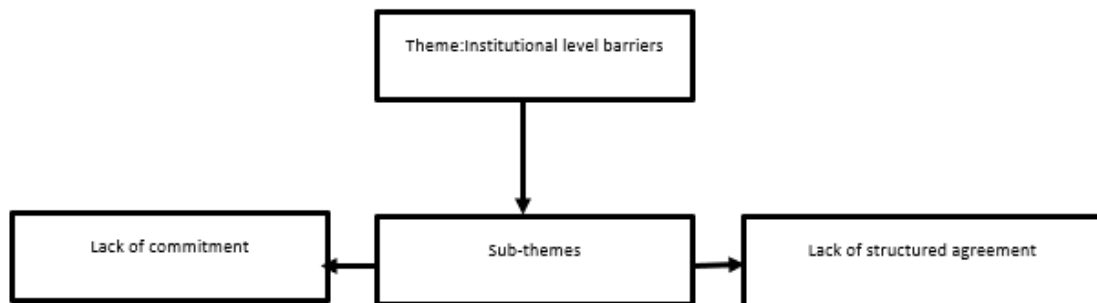 Theme:Institutional level barriers
Lack of commitment
Sub-themes
Lack of structured agreement